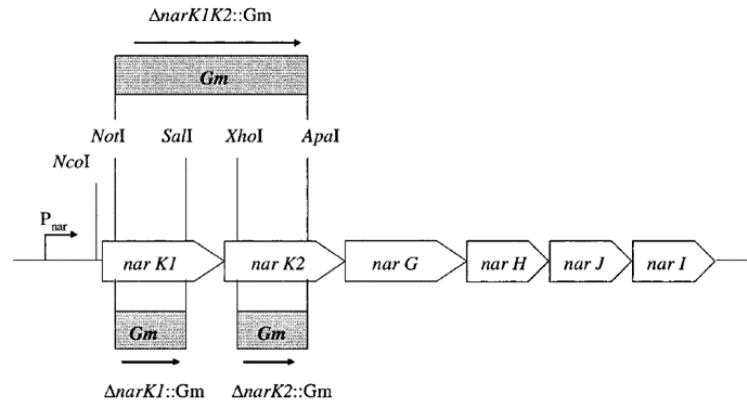 ΔnarK1K2::Gm
Gm
NotI SalI XhoI ApaI
NcoI
Pnar
nar K1 nar K2 nar G nar H nar J nar I
Gm Gm
ΔnarK1::Gm ΔnarK2::Gm